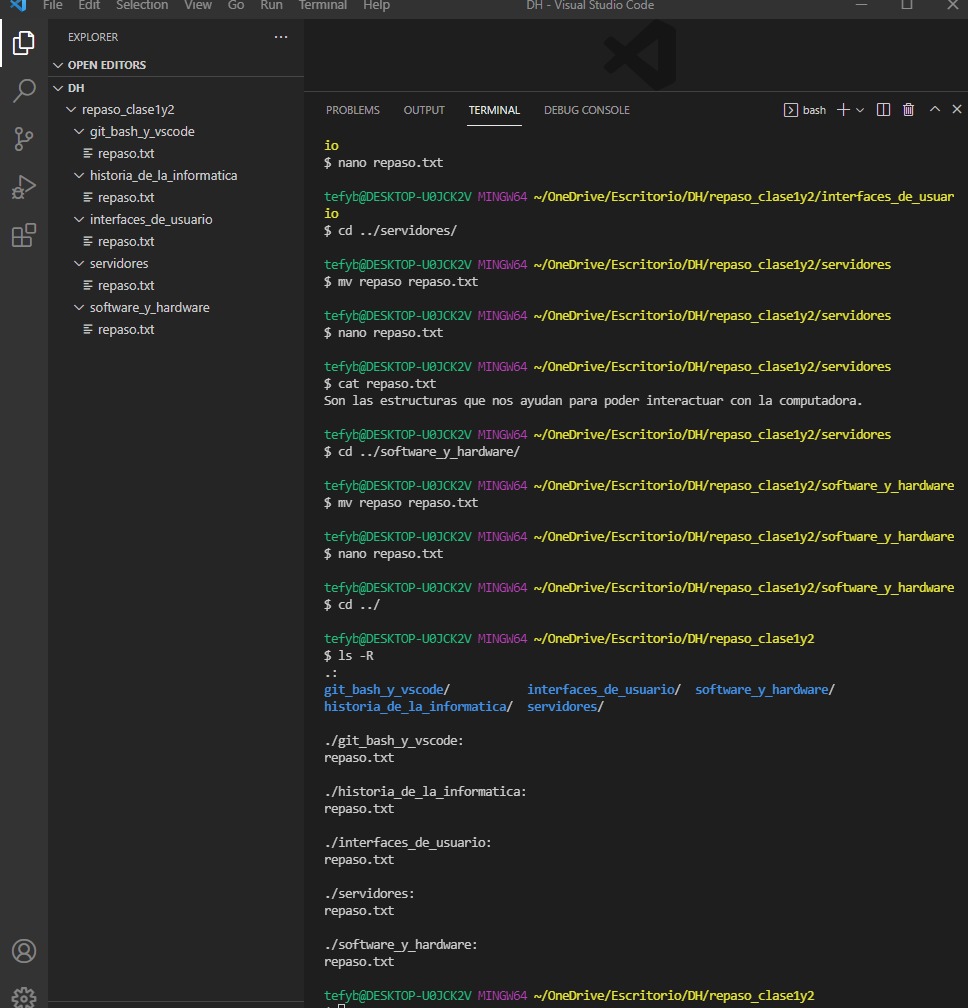 File Edit Selection View Go Run Terminal Help DH - Visual Studio Code
EXPLORER
OPEN EDITORS
DH
repaso_clase1y2
git_bash_y_vscode
repaso.txt
historia_de_la_informatica
repaso.txt
interfaces_de_usuario
repaso.txt
servidores
repaso.txt
software_y_hardware
repaso.txt
PROBLEMS OUTPUT TERMINAL DEBUG CONSOLE bash
io
$ nano repaso.txt
tefyb@DESKTOP-U0JCK2V MINGW64 ~/OneDrive/Escritorio/DH/repaso_clase1y2/interfaces_de_usuar
io
$ cd ../servidores/
tefyb@DESKTOP-U0JCK2V MINGW64 ~/OneDrive/Escritorio/DH/repaso_clase1y2/servidores
$ mv repaso repaso.txt
tefyb@DESKTOP-U0JCK2V MINGW64 ~/OneDrive/Escritorio/DH/repaso_clase1y2/servidores
$ nano repaso.txt
tefyb@DESKTOP-U0JCK2V MINGW64 ~/OneDrive/Escritorio/DH/repaso_clase1y2/servidores
$ cat repaso.txt
Son las estructuras que nos ayudan para poder interactuar con la computadora.
tefyb@DESKTOP-U0JCK2V MINGW64 ~/OneDrive/Escritorio/DH/repaso_clase1y2/servidores
$ cd ../software_y_hardware/
tefyb@DESKTOP-U0JCK2V MINGW64 ~/OneDrive/Escritorio/DH/repaso_clase1y2/software_y_hardware
$ mv repaso repaso.txt
tefyb@DESKTOP-U0JCK2V MINGW64 ~/OneDrive/Escritorio/DH/repaso_clase1y2/software_y_hardware
$ nano repaso.txt
tefyb@DESKTOP-U0JCK2V MINGW64 ~/OneDrive/Escritorio/DH/repaso_clase1y2/software_y_hardware
$ cd ../
tefyb@DESKTOP-U0JCK2V MINGW64 ~/OneDrive/Escritorio/DH/repaso_clase1y2
$ ls -R
.:
git_bash_y_vscode/ interfaces_de_usuario/ software_y_hardware/
historia_de_la_informatica/ servidores/
./git_bash_y_vscode:
repaso.txt
./historia_de_la_informatica:
repaso.txt
./interfaces_de_usuario:
repaso.txt
./servidores:
repaso.txt
./software_y_hardware:
repaso.txt
tefyb@DESKTOP-U0JCK2V MINGW64 ~/OneDrive/Escritorio/DH/repaso_clase1y2